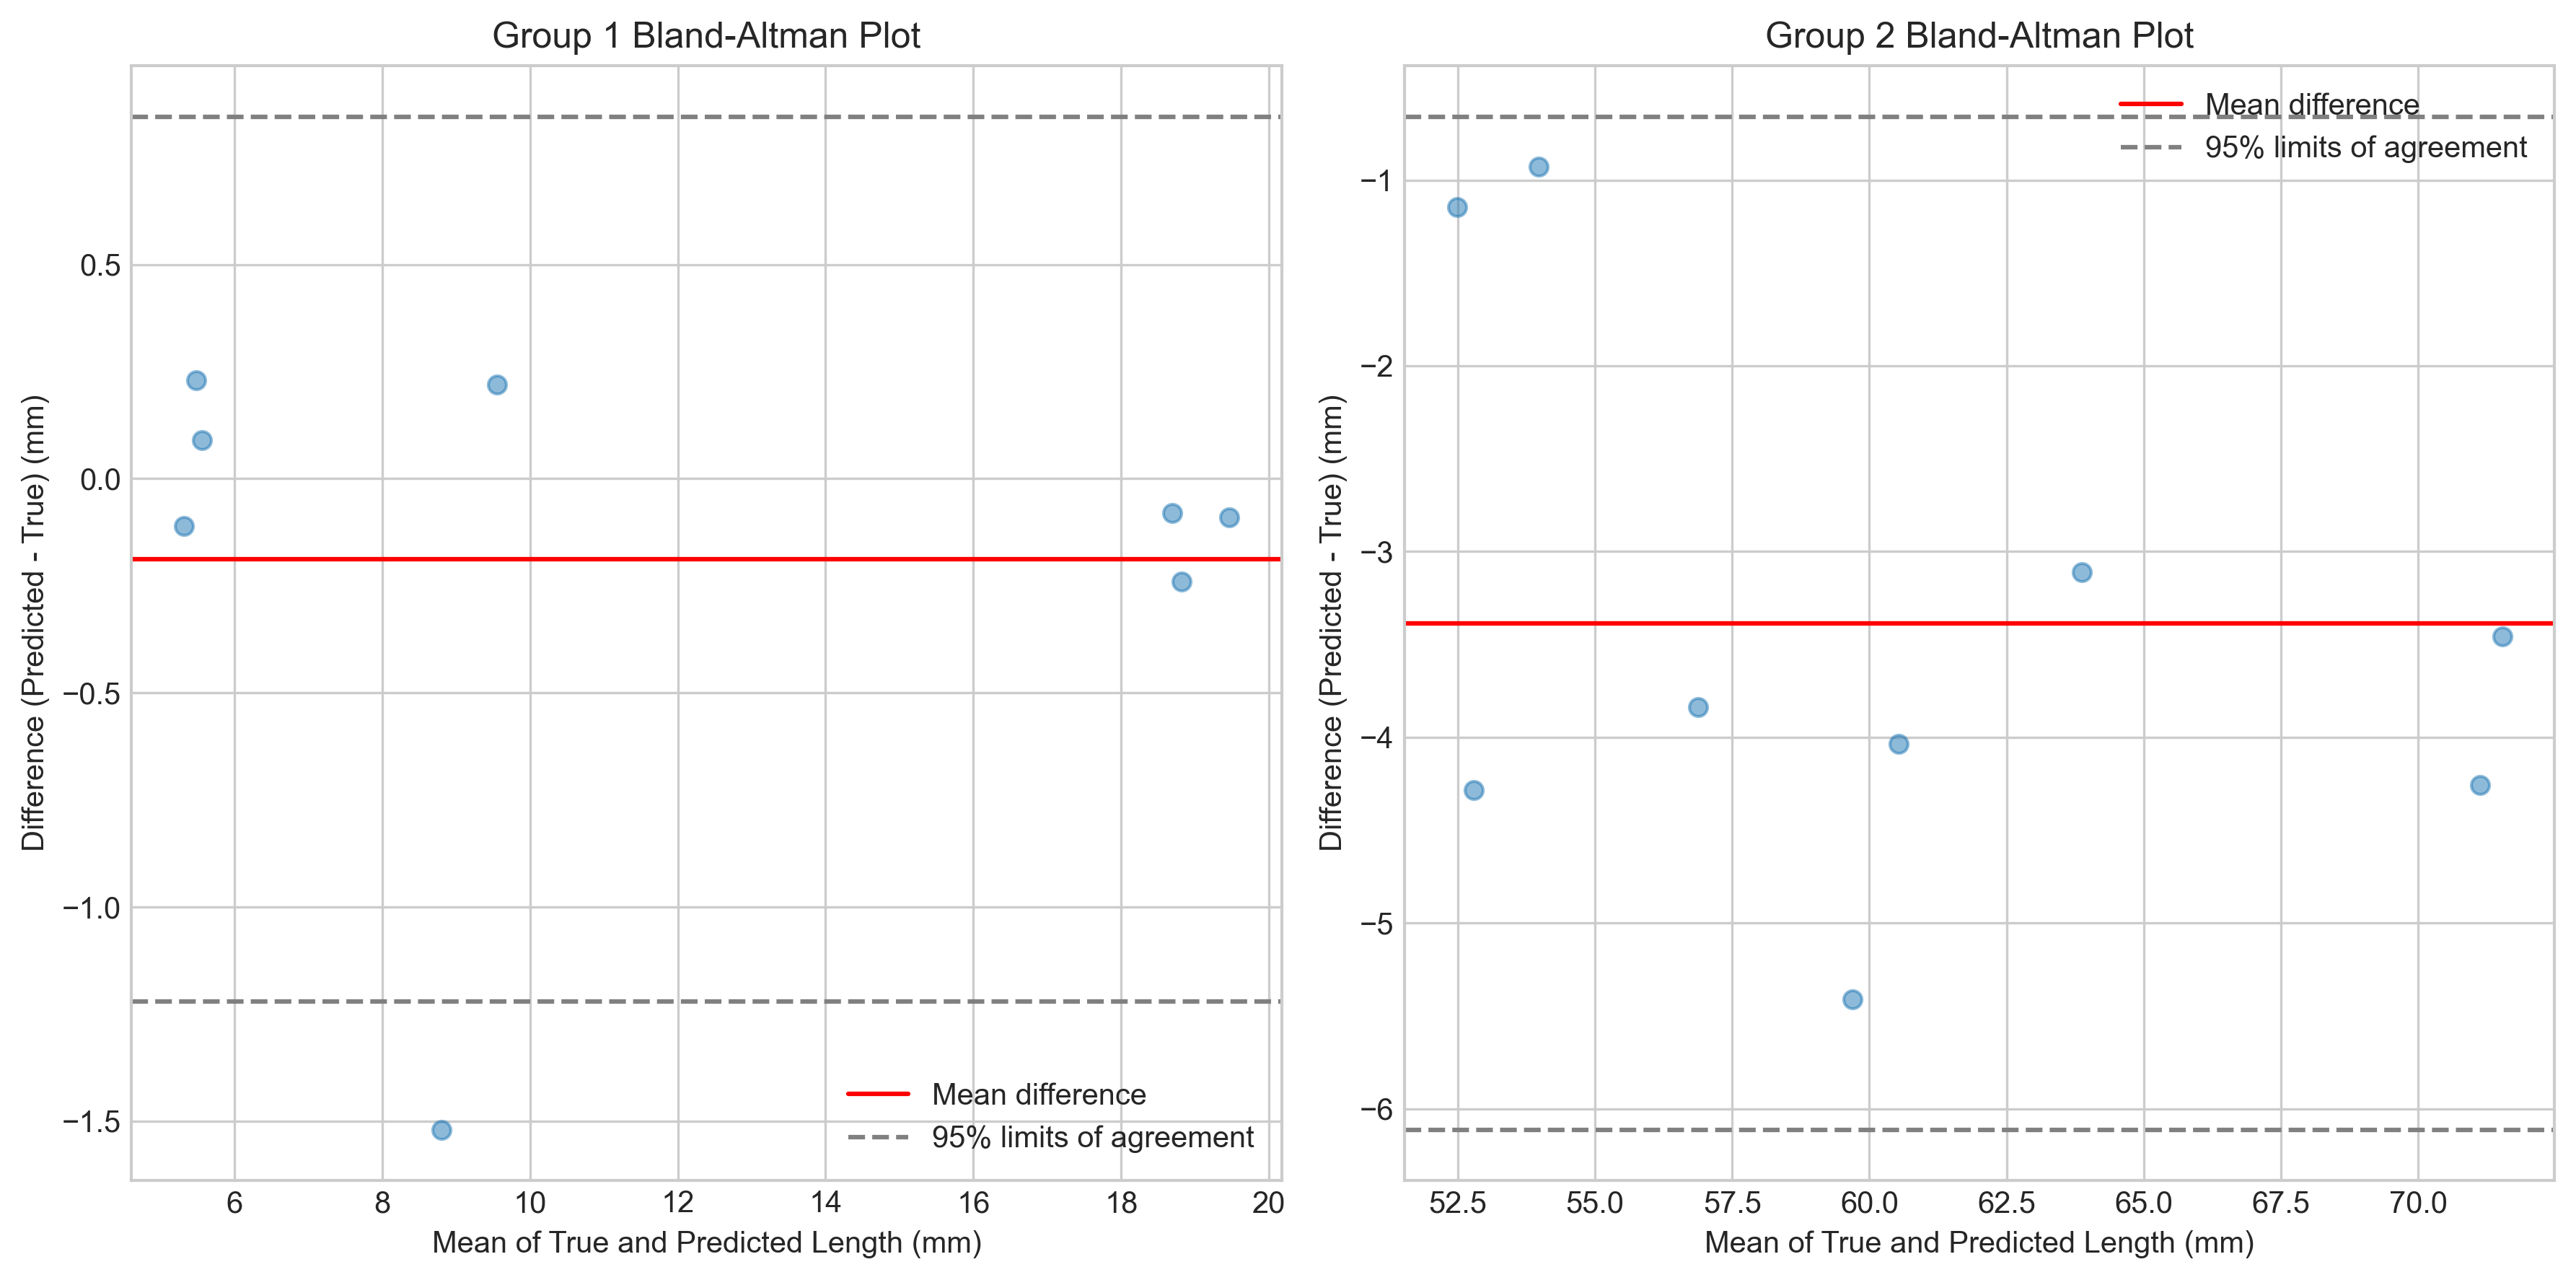 Group 1 Bland-Altman Plot
Difference (Predicted - True) (mm)
0.5
0.0
−0.5
−1.0
−1.5
6 8 10 12 14 16 18 20
Mean of True and Predicted Length (mm)
Mean difference
95% limits of agreement
Group 2 Bland-Altman Plot
Difference (Predicted - True) (mm)
−1
−2
−3
−4
−5
−6
52.5 55.0 57.5 60.0 62.5 65.0 67.5 70.0
Mean of True and Predicted Length (mm)
Mean difference
95% limits of agreement